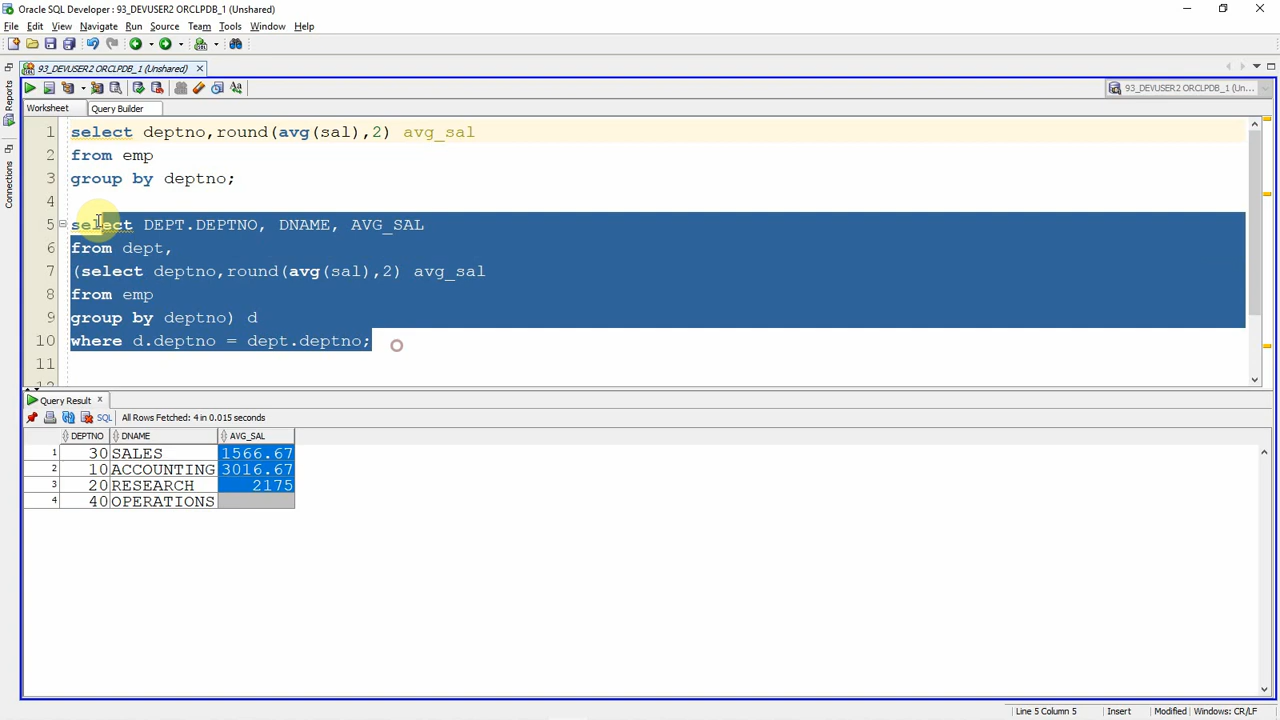 Oracle SQL Developer : 93_DEVUSER2 ORCLPDB_1 (Unshared)
File Edit View Navigate Run Source Team Tools Window Help
93_DEVUSER2 ORCLPDB_1 (Unshared)
93_DEVUSER2 ORCLPDB_1 (Un...
Reports
Connections
Worksheet Query Builder
1 select deptno,round(avg(sal),2) avg_sal
2 from emp
3 group by deptno;
4
5 select DEPT.DEPTNO, DNAME, AVG_SAL
6 from dept,
7 (select deptno,round(avg(sal),2) avg_sal
8 from emp
9 group by deptno) d
10 where d.deptno = dept.deptno;
11
12
Query Result
SQL All Rows Fetched: 4 in 0.015 seconds
DEPTNO DNAME AVG_SAL
1 30 SALES 1566.67
2 10 ACCOUNTING 3016.67
3 20 RESEARCH 2175
4 40 OPERATIONS
Line 5 Column 5 Insert Modified Windows: CR/LF